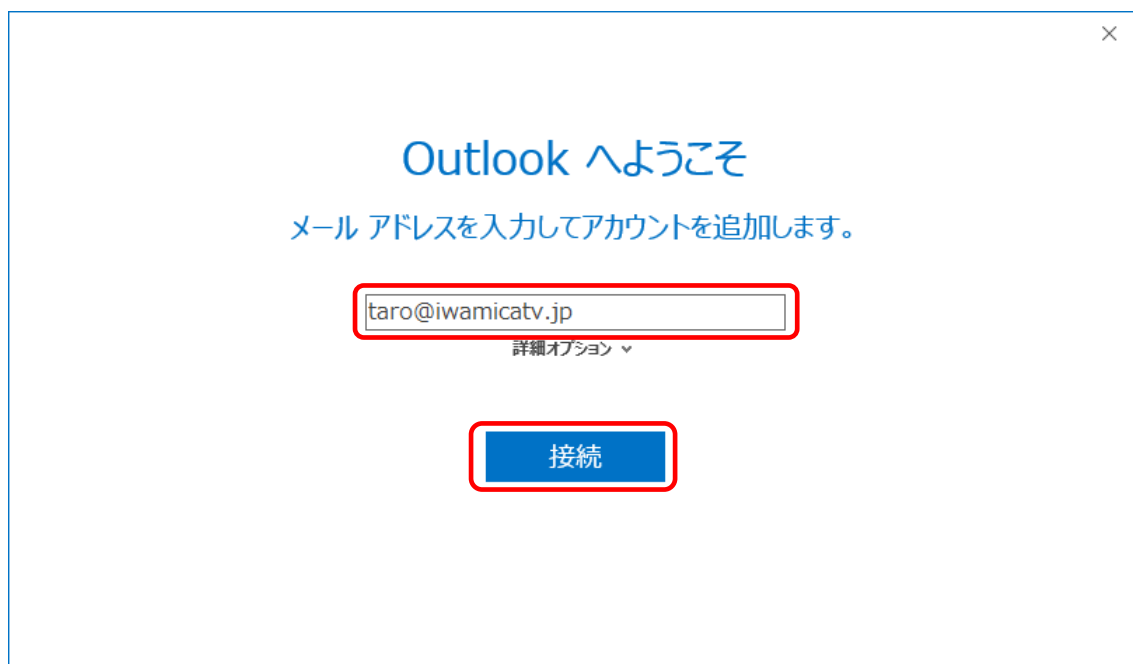 Outlook へようこそ
メール アドレスを入力してアカウントを追加します。
taro@iwamicatv.jp
詳細オプション
接続